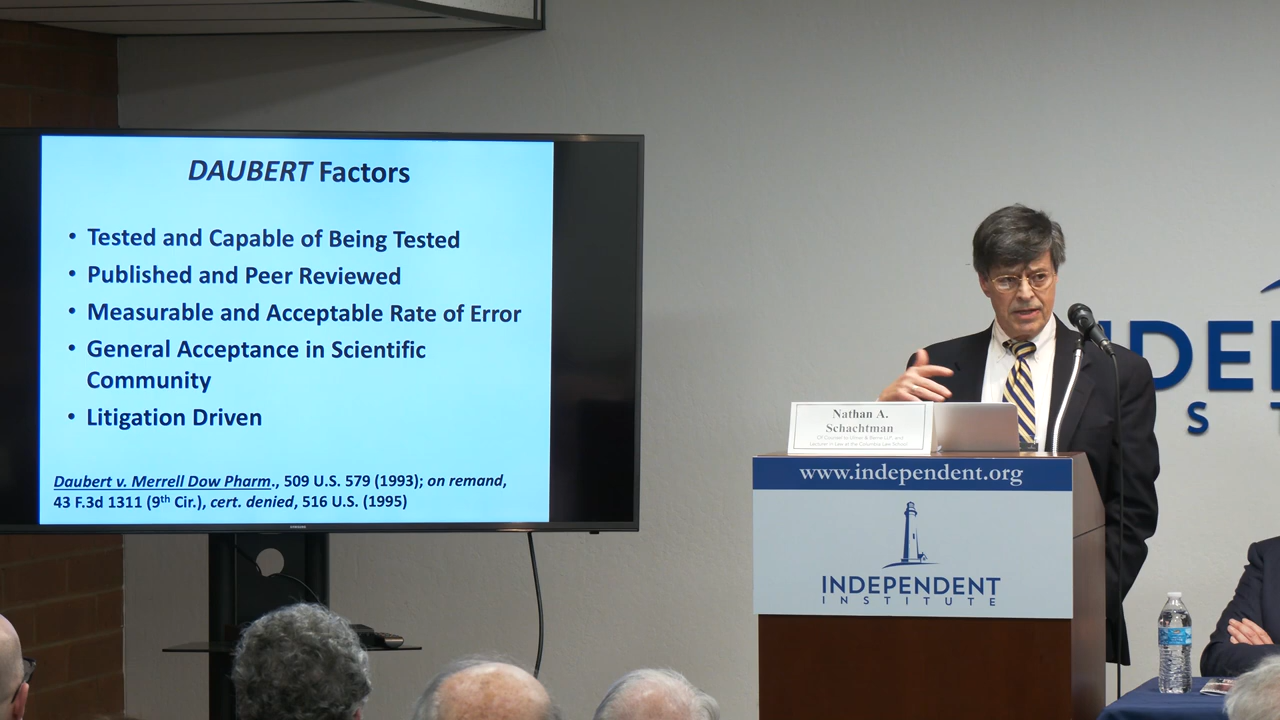 DAUBERT Factors
• Tested and Capable of Being Tested
• Published and Peer Reviewed
• Measurable and Acceptable Rate of Error
• General Acceptance in Scientific
Community
• Litigation Driven
Daubert v. Merrell Dow Pharm., 509 U.S. 579 (1993); on remand,
43 F.3d 1311 (9th Cir.), cert. denied, 516 U.S. (1995)
Nathan A.
Schachtman
www.independent.org
INDEPENDENT
INSTITUTE